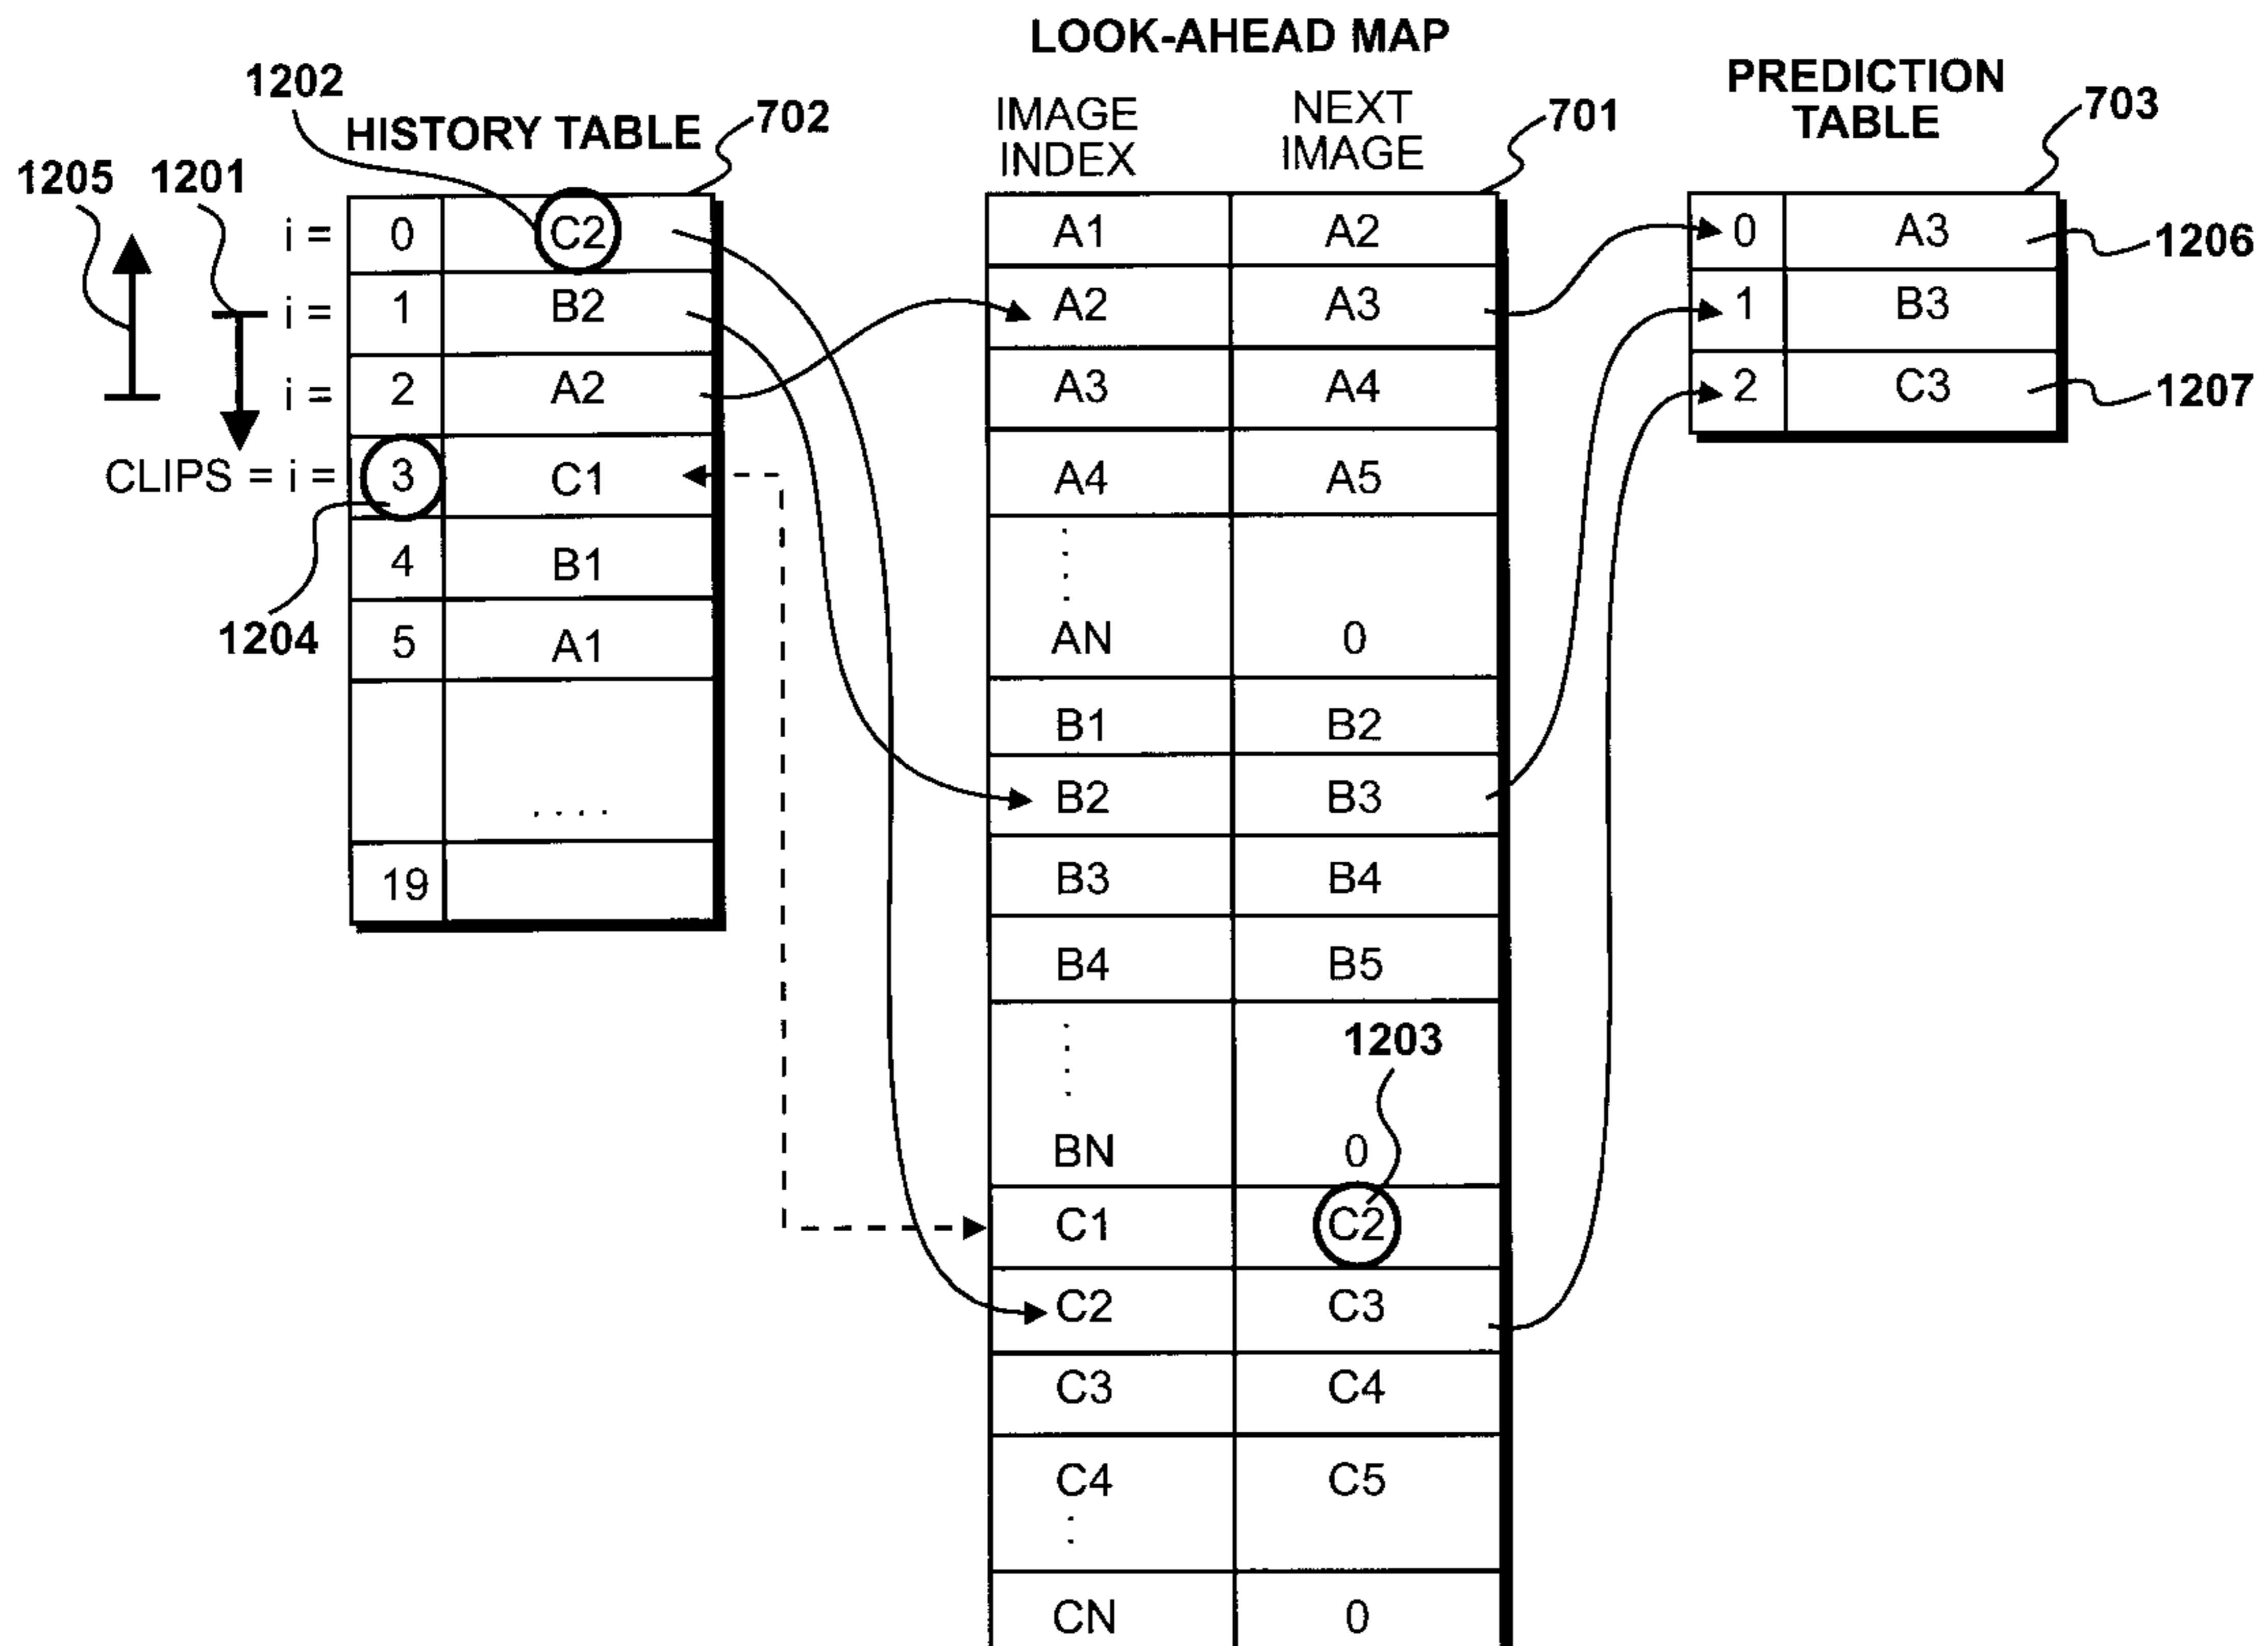 LOOK-AHEAD MAP
1202
HISTORY TABLE
702
1205
1201
i = 0 C2
i = 1 B2
i = 2 A2
CLIPS = i = 3 C1
4 B1
5 A1
. . . .
19
1204
IMAGE INDEX
NEXT IMAGE
701
A1 A2
A2 A3
A3 A4
A4 A5
AN 0
B1 B2
B2 B3
B3 B4
B4 B5
1203
BN 0
C1 C2
C2 C3
C3 C4
C4 C5
CN 0
PREDICTION
TABLE
703
0 A3
1206
1 B3
2 C3
1207